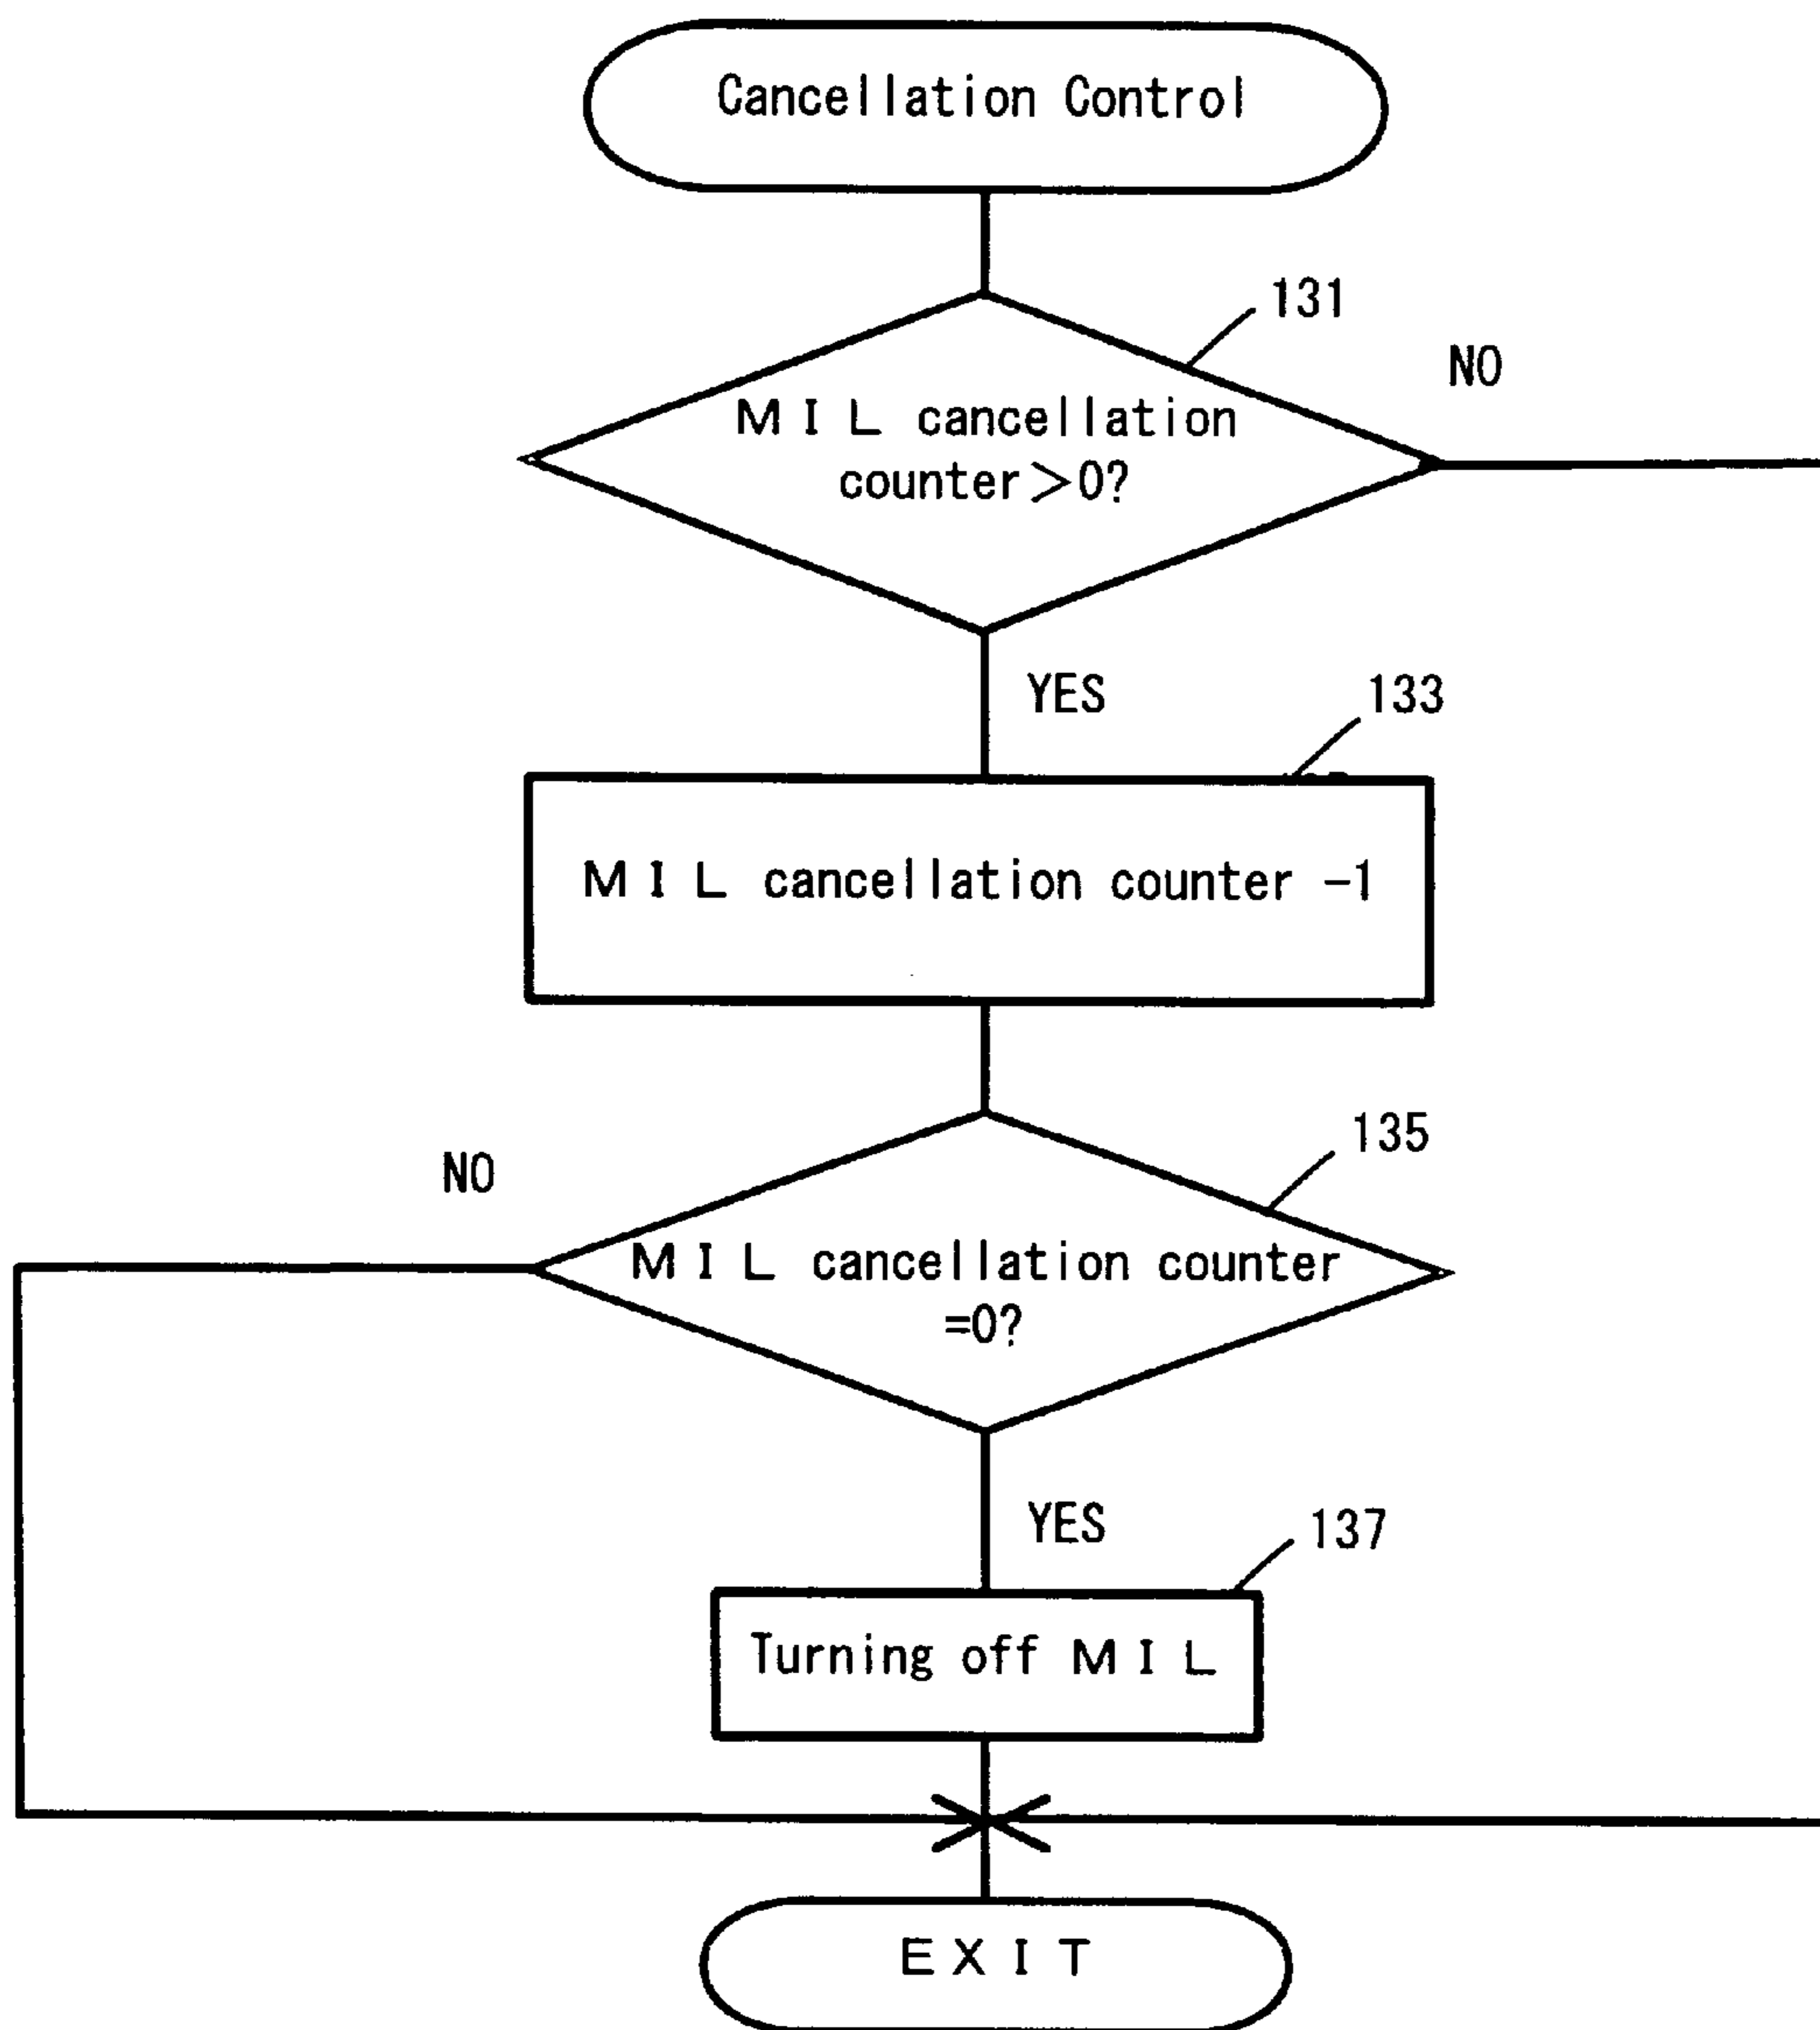 Cancellation Control
131
NO
MIL cancellation
counter>0?
YES
133
MIL cancellation counter -1
135
NO
MIL cancellation counter
=0?
YES
137
Turning off MIL
EXIT